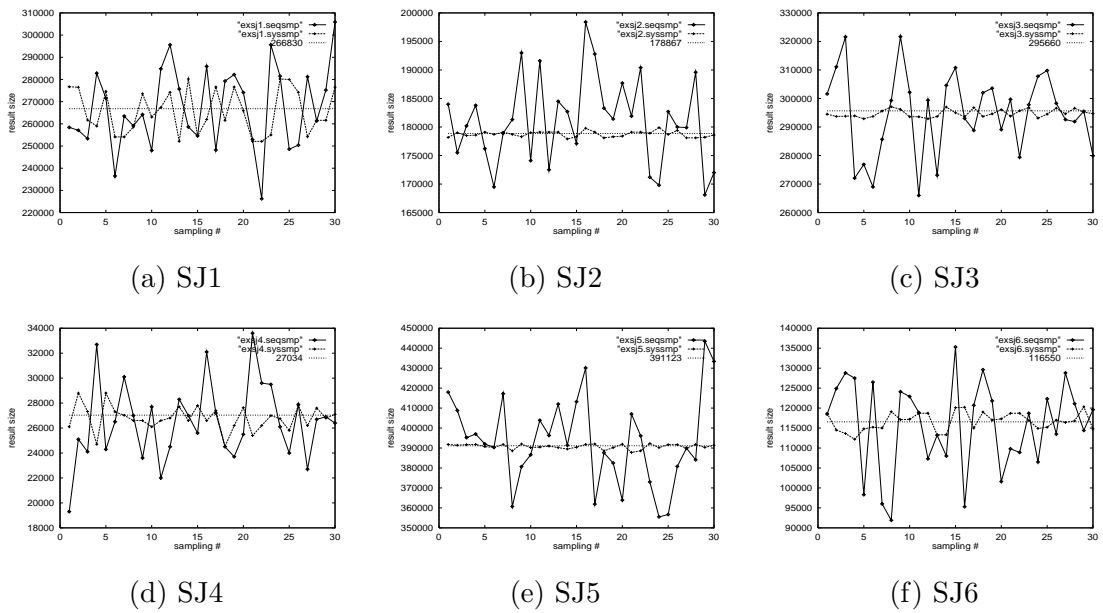 310000
300000
290000
280000
270000
260000
250000
240000
230000
220000
result size
0 5 10 15 20 25 30
sampling #
"exsj1.seqsmp"
"exsj1.syssmp"
266830
(a) SJ1
200000
195000
190000
185000
180000
175000
170000
165000
result size
0 5 10 15 20 25 30
sampling #
"exsj2.seqsmp"
"exsj2.syssmp"
178867
(b) SJ2
330000
320000
310000
300000
290000
280000
270000
260000
result size
0 5 10 15 20 25 30
sampling #
"exsj3.seqsmp"
"exsj3.syssmp"
295660
(c) SJ3
34000
32000
30000
28000
26000
24000
22000
20000
18000
result size
0 5 10 15 20 25 30
sampling #
"exsj4.seqsmp"
"exsj4.syssmp"
27034
(d) SJ4
450000
440000
430000
420000
410000
400000
390000
380000
370000
360000
350000
result size
0 5 10 15 20 25 30
sampling #
"exsj5.seqsmp"
"exsj5.syssmp"
391123
(e) SJ5
140000
135000
130000
125000
120000
115000
110000
105000
100000
95000
90000
result size
0 5 10 15 20 25 30
sampling #
"exsj6.seqsmp"
"exsj6.syssmp"
116550
(f) SJ6